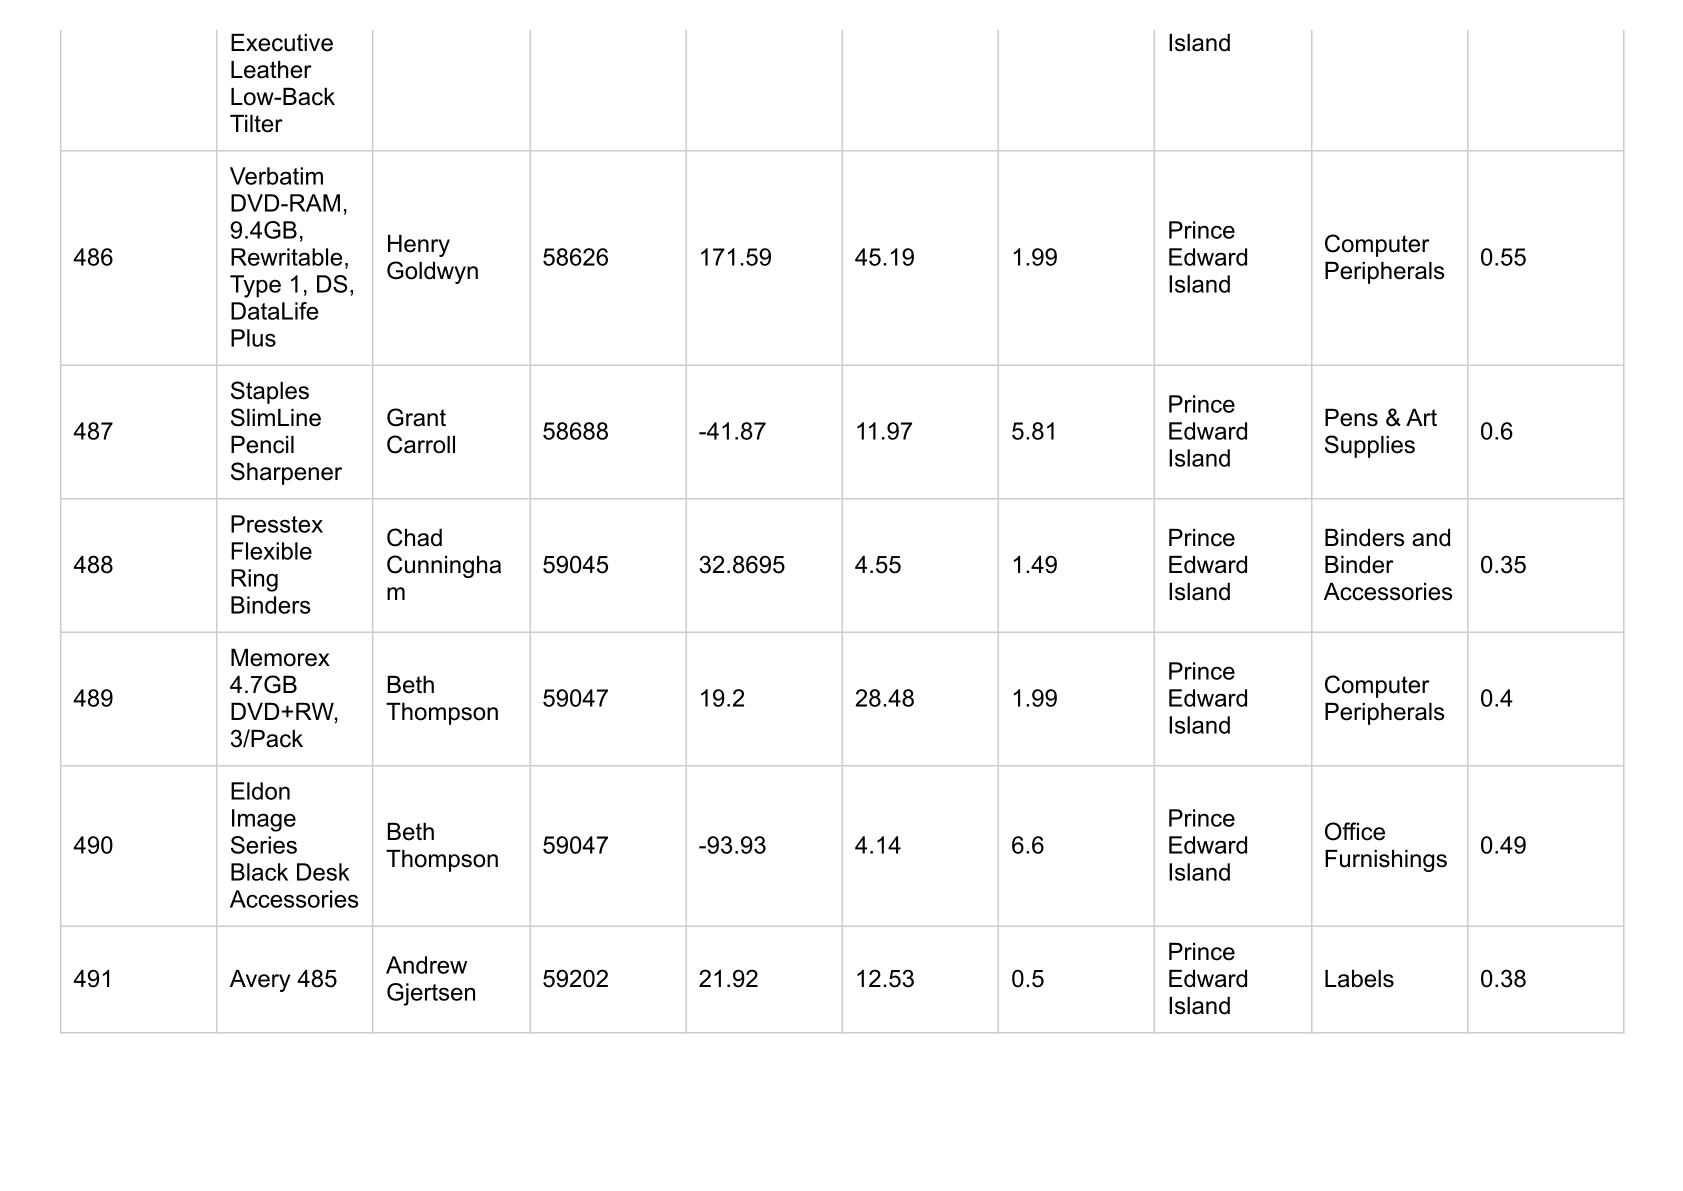 Executive
Leather
Low-Back
Tilter
Island
486
Verbatim
DVD-RAM,
9.4GB,
Rewritable,
Type 1, DS,
DataLife
Plus
Henry
Goldwyn
58626
171.59
45.19
1.99
Prince
Edward
Island
Computer
Peripherals
0.55
487
Staples
SlimLine
Pencil
Sharpener
Grant
Carroll
58688
-41.87
11.97
5.81
Prince
Edward
Island
Pens & Art
Supplies
0.6
488
Presstex
Flexible
Ring
Binders
Chad
Cunningha
m
59045
32.8695
4.55
1.49
Prince
Edward
Island
Binders and
Binder
Accessories
0.35
489
Memorex
4.7GB
DVD+RW,
3/Pack
Beth
Thompson
59047
19.2
28.48
1.99
Prince
Edward
Island
Computer
Peripherals
0.4
490
Eldon
Image
Series
Black Desk
Accessories
Beth
Thompson
59047
-93.93
4.14
6.6
Prince
Edward
Island
Office
Furnishings
0.49
491
Avery 485
Andrew
Gjertsen
59202
21.92
12.53
0.5
Prince
Edward
Island
Labels
0.38